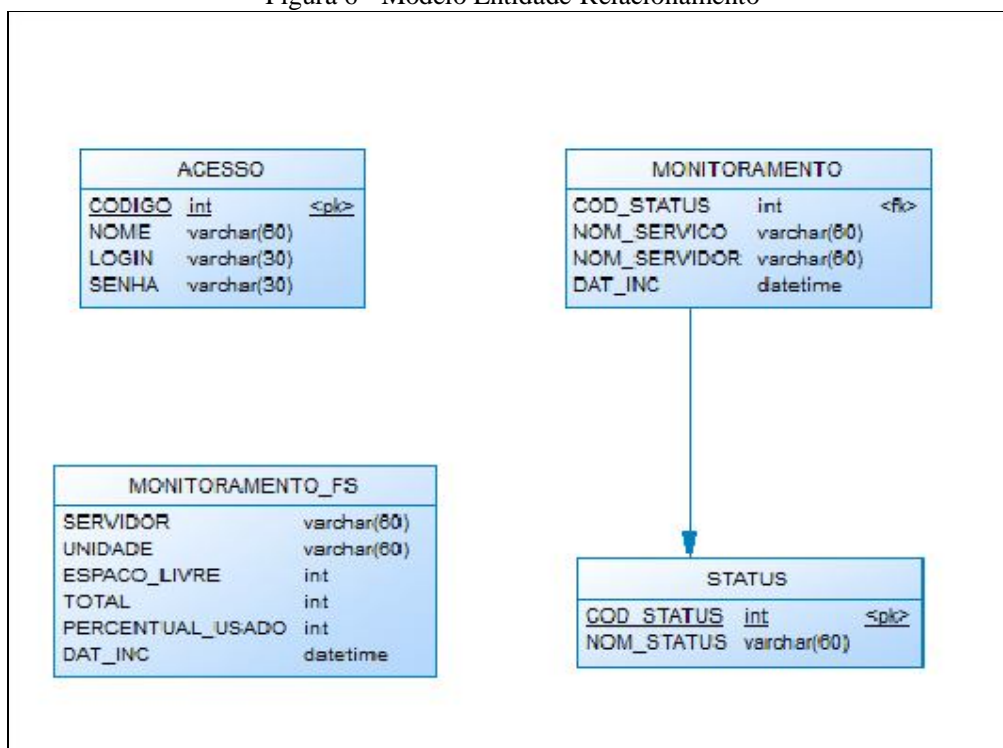 Figura 6 - Modelo Entidade-Relacionamento
ACESSO
CODIGO int <pk>
NOME varchar(60)
LOGIN varchar(30)
SENHA varchar(30)
MONITORAMENTO
COD_STATUS int <fk>
NOM_SERVICO varchar(60)
NOM_SERVIDOR varchar(60)
DAT_INC datetime
MONITORAMENTO_FS
SERVIDOR varchar(60)
UNIDADE varchar(60)
ESPACO_LIVRE int
TOTAL int
PERCENTUAL_USADO int
DAT_INC datetime
STATUS
COD_STATUS int <pk>
NOM_STATUS varchar(60)